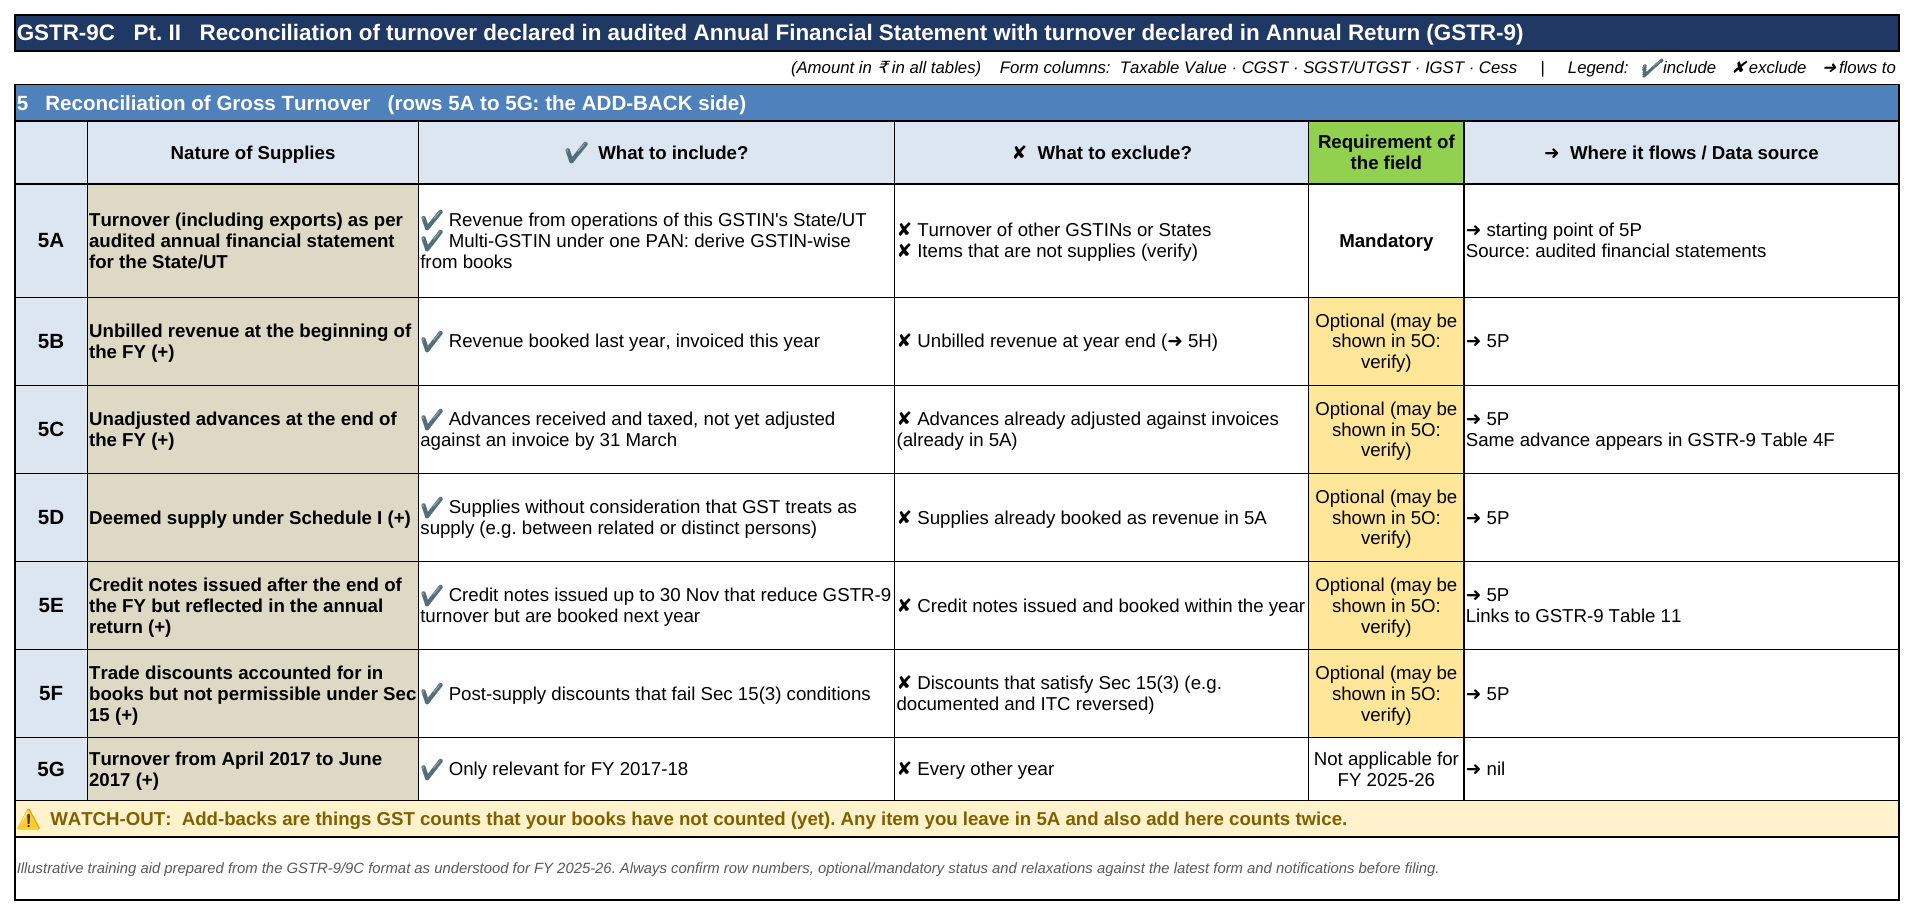 GSTR-9C   Pt. II   Reconciliation of turnover declared in audited Annual Financial Statement with turnover declared in Annual Return (GSTR-9)
(Amount in ₹ in all tables)    Form columns:  Taxable Value · CGST · SGST/UTGST · IGST · Cess     |     Legend:  ✔ include   ✘ exclude   ➜ flows to
5   Reconciliation of Gross Turnover   (rows 5A to 5G: the ADD-BACK side)
Nature of Supplies
✔ What to include?
✘ What to exclude?
Requirement of
the field
➜ Where it flows / Data source
5A
Turnover (including exports) as per
audited annual financial statement
for the State/UT
✔ Revenue from operations of this GSTIN's State/UT
✔ Multi-GSTIN under one PAN: derive GSTIN-wise
from books
✘ Turnover of other GSTINs or States
✘ Items that are not supplies (verify)
Mandatory
➜ starting point of 5P
Source: audited financial statements
5B
Unbilled revenue at the beginning of
the FY (+)
✔ Revenue booked last year, invoiced this year
✘ Unbilled revenue at year end (➜ 5H)
Optional (may be
shown in 5O:
verify)
➜ 5P
5C
Unadjusted advances at the end of
the FY (+)
✔ Advances received and taxed, not yet adjusted
against an invoice by 31 March
✘ Advances already adjusted against invoices
(already in 5A)
Optional (may be
shown in 5O:
verify)
➜ 5P
Same advance appears in GSTR-9 Table 4F
5D
Deemed supply under Schedule I (+)
✔ Supplies without consideration that GST treats as
supply (e.g. between related or distinct persons)
✘ Supplies already booked as revenue in 5A
Optional (may be
shown in 5O:
verify)
➜ 5P
5E
Credit notes issued after the end of
the FY but reflected in the annual
return (+)
✔ Credit notes issued up to 30 Nov that reduce GSTR-9
turnover but are booked next year
✘ Credit notes issued and booked within the year
Optional (may be
shown in 5O:
verify)
➜ 5P
Links to GSTR-9 Table 11
5F
Trade discounts accounted for in
books but not permissible under Sec
15 (+)
✔ Post-supply discounts that fail Sec 15(3) conditions
✘ Discounts that satisfy Sec 15(3) (e.g.
documented and ITC reversed)
Optional (may be
shown in 5O:
verify)
➜ 5P
5G
Turnover from April 2017 to June
2017 (+)
✔ Only relevant for FY 2017-18
✘ Every other year
Not applicable for
FY 2025-26
➜ nil
⚠ WATCH-OUT:  Add-backs are things GST counts that your books have not counted (yet). Any item you leave in 5A and also add here counts twice.
Illustrative training aid prepared from the GSTR-9/9C format as understood for FY 2025-26. Always confirm row numbers, optional/mandatory status and relaxations against the latest form and notifications before filing.